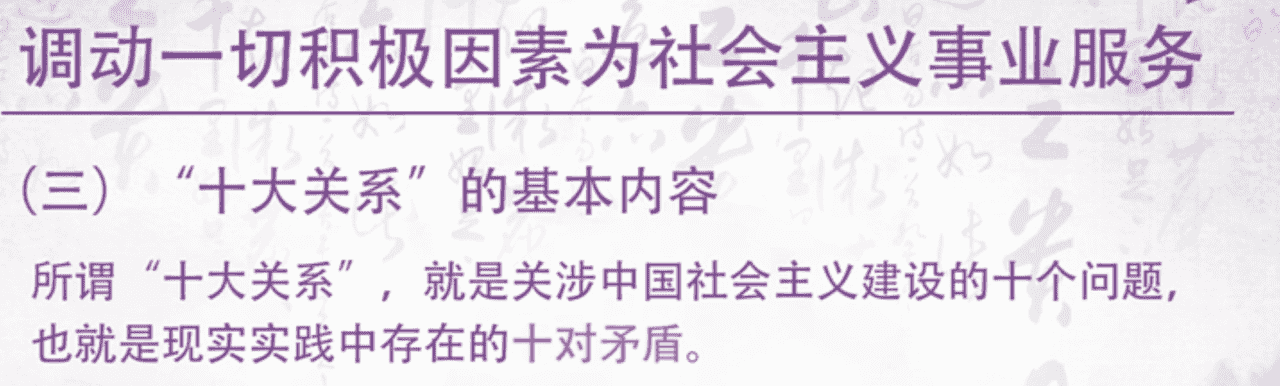 调动一切积极因素为社会主义事业服务
(三) “十大关系”的基本内容
所谓“十大关系”，就是关涉中国社会主义建设的十个问题，
也就是现实实践中存在的十对矛盾。